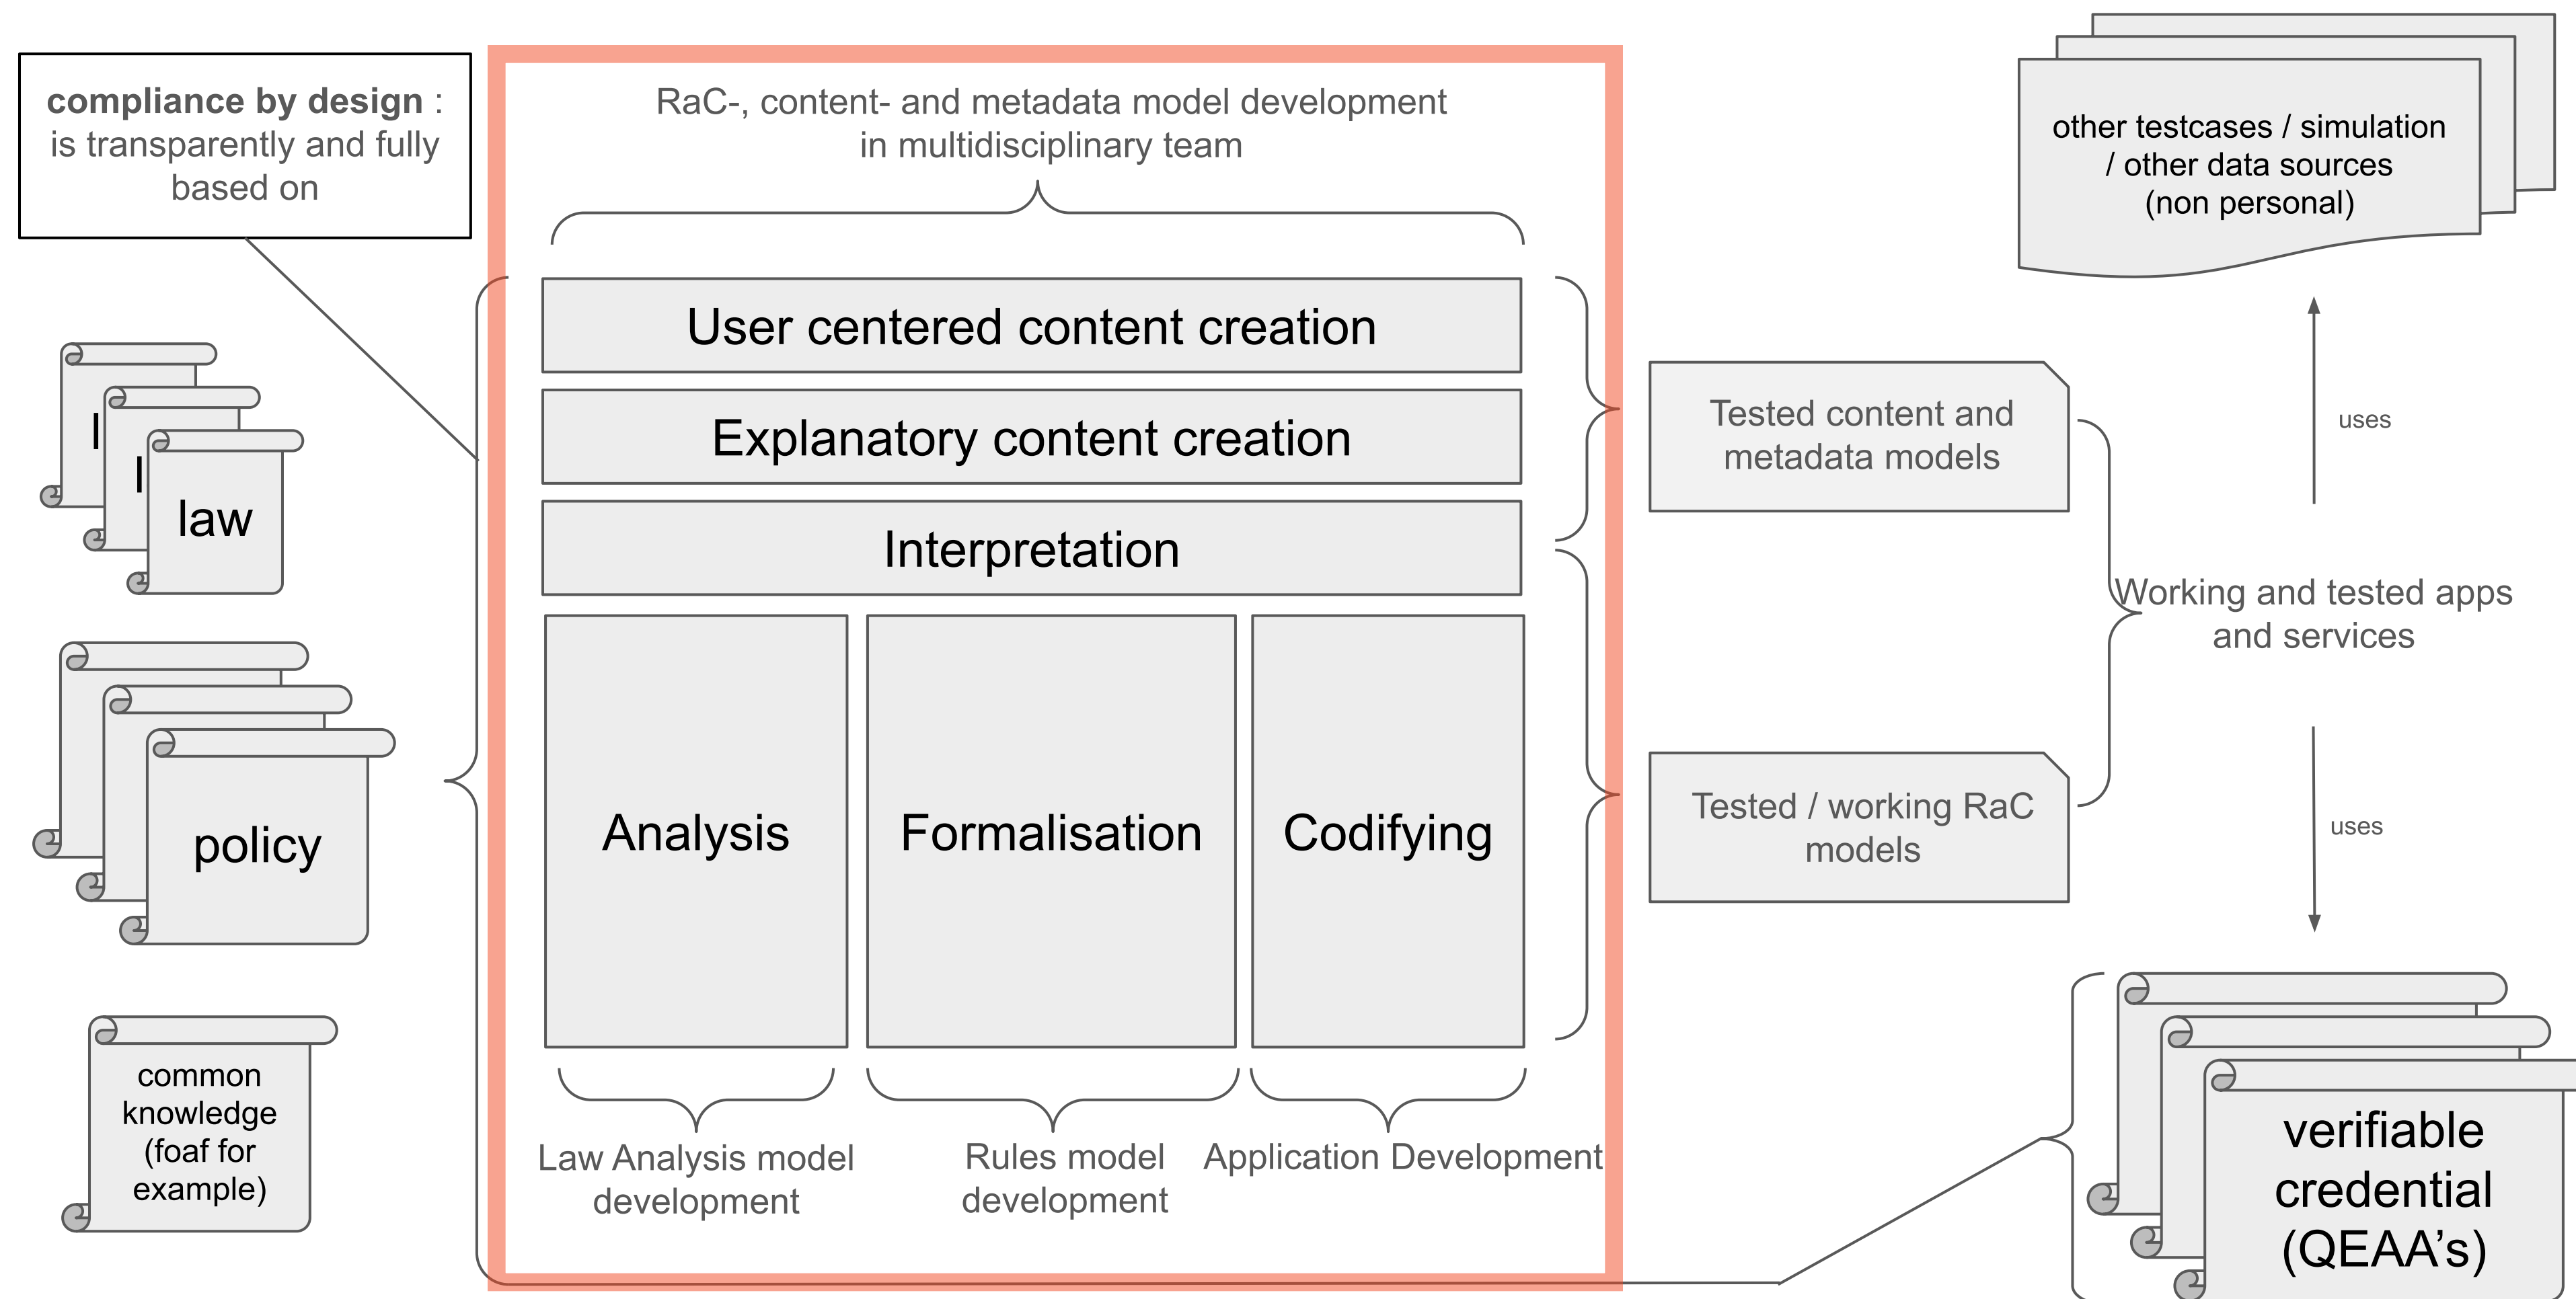 compliance by design :
is transparently and fully
based on
RaC-, content- and metadata model development
in multidisciplinary team
other testcases / simulation
/ other data sources
(non personal)
User centered content creation
Explanatory content creation
Interpretation
Analysis
Formalisation
Codifying
l
l
law
policy
common
knowledge
(foaf for
example)
Law Analysis model
development
Rules model
development
Application Development
Tested content and
metadata models
Tested / working RaC
models
uses
Working and tested apps
and services
uses
verifiable
credential
(QEAA’s)